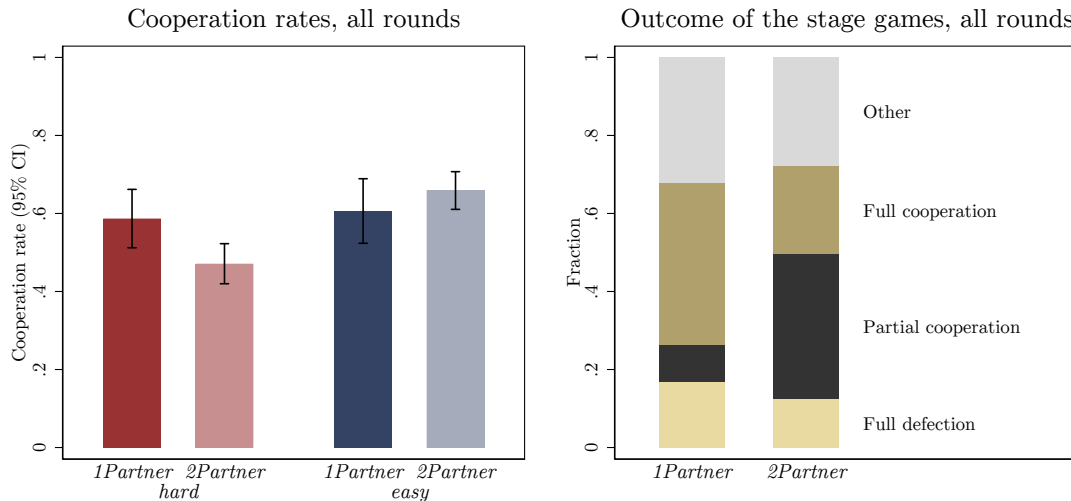 Cooperation rates, all rounds
Cooperation rate (95% CI)
1
.8
.6
.4
.2
0
1Partner 2Partner 1Partner 2Partner
hard easy
Outcome of the stage games, all rounds
Fraction
1
.8
.6
.4
.2
0
Other
Full cooperation
Partial cooperation
Full defection
1Partner 2Partner